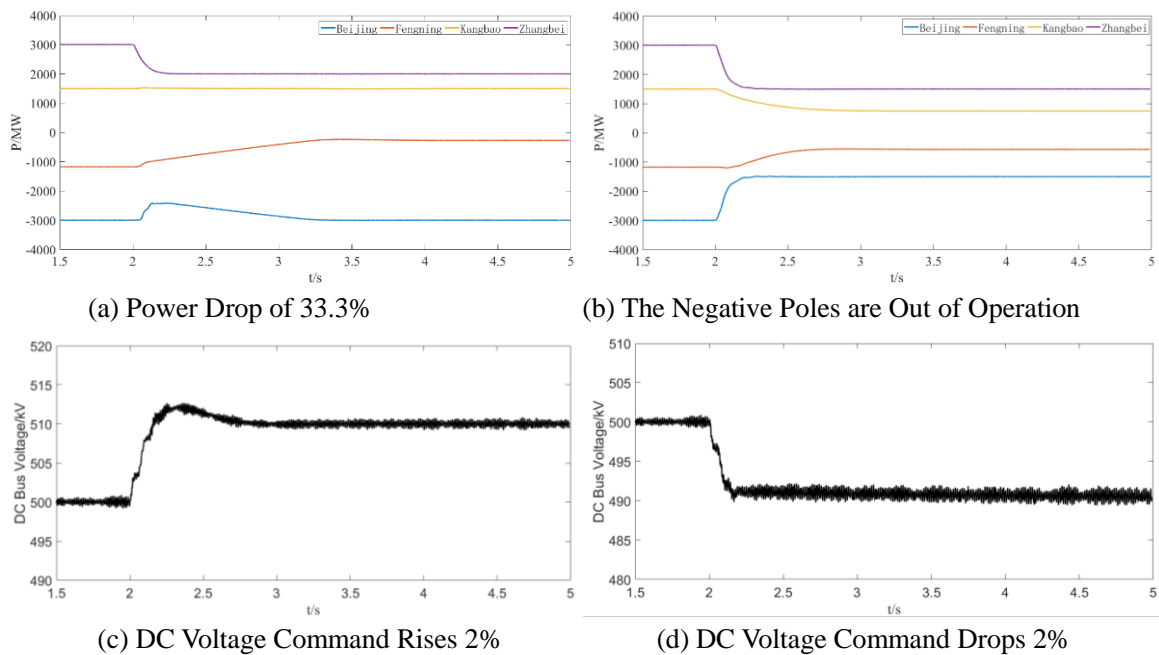 4000
3000
2000
1000
0
-1000
-2000
-3000
-4000
P/MW
Beijing Fengning Kangbao Zhangbei
1.5 2 2.5 3 3.5 4 4.5 5
t/s
(a) Power Drop of 33.3%
4000
3000
2000
1000
0
-1000
-2000
-3000
-4000
P/MW
Beijing Fengning Kangbao Zhangbei
1.5 2 2.5 3 3.5 4 4.5 5
t/s
(b) The Negative Poles are Out of Operation
520
515
510
505
500
495
490
DC Bus Voltage/kV
1.5 2 2.5 3 3.5 4 4.5 5
t/s
(c) DC Voltage Command Rises 2%
510
505
500
495
490
485
480
DC Bus Voltage/kV
1.5 2 2.5 3 3.5 4 4.5 5
t/s
(d) DC Voltage Command Drops 2%